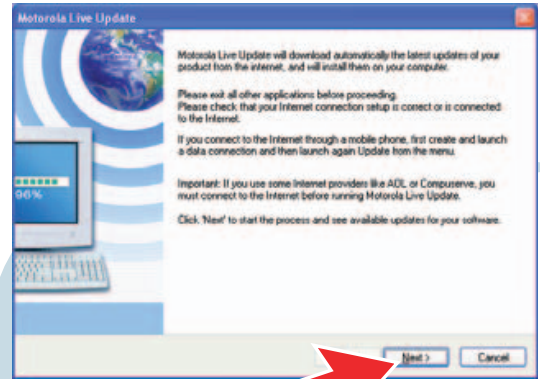 Motorola Live Update
Motorola Live Update will download automatically the latest updates of your
product from the internet, and will install them on your computer.
Please exit all other applications before proceeding.
Please check that your Internet connection setup is correct or is connected
to the Internet.
If you connect to the Internet through a mobile phone, first create and launch
a data connection and then launch again Update from the menu.
Important: If you use some Internet providers like AOL or Compuserve, you
must connect to the Internet before running Motorola Live Update.
Click 'Next' to start the process and see available updates for your software.
96%
Next >
Cancel